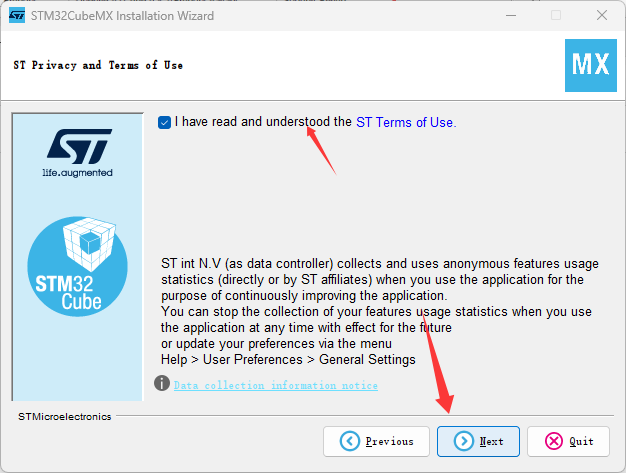 STM32CubeMX Installation Wizard
ST Privacy and Terms of Use
MX
I have read and understood the ST Terms of Use.
ST
life.augmented
STM32
Cube
ST int N.V (as data controller) collects and uses anonymous features usage
statistics (directly or by ST affiliates) when you use the application for the
purpose of continuously improving the application.
You can stop the collection of your features usage statistics when you use
the application at any time with effect for the future
or update your preferences via the menu
Help > User Preferences > General Settings
Data collection information notice
STMicroelectronics
Previous
Next
Quit